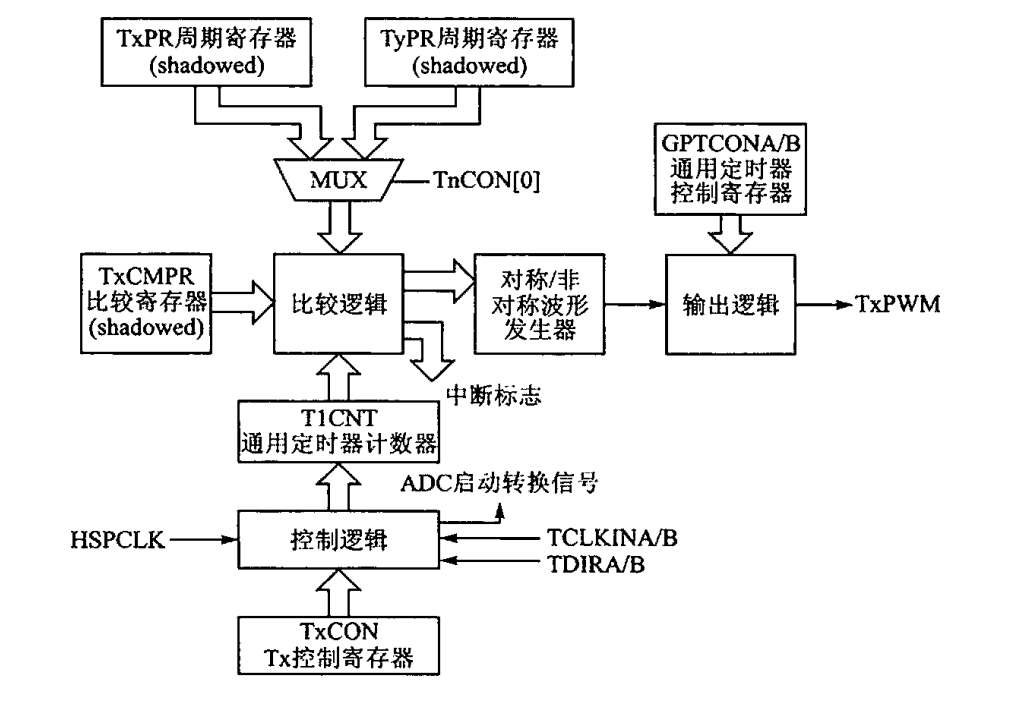 TxPR周期寄存器
(shadowed)
TyPR周期寄存器
(shadowed)
GPTCONA/B
通用定时器
控制寄存器
MUX
TnCON[0]
TxCMPR
比较寄存器
(shadowed)
比较逻辑
对称/非
对称波形
发生器
输出逻辑
TxPWM
中断标志
T1CNT
通用定时器计数器
ADC启动转换信号
HSPCLK
控制逻辑
TCLKINA/B
TDIRA/B
TxCON
Tx控制寄存器